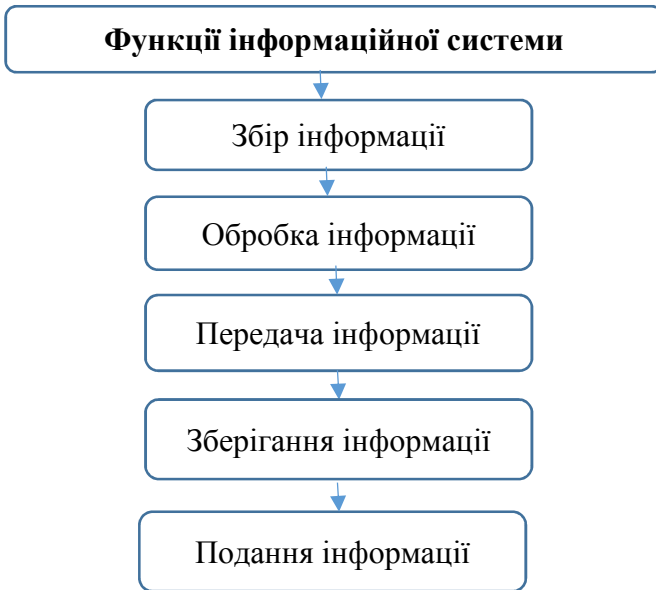 Функції інформаційної системи
Збір інформації
Обробка інформації
Передача інформації
Зберігання інформації
Подання інформації